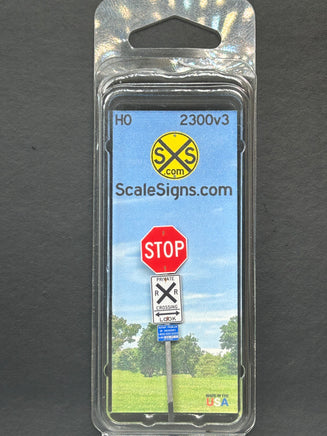 HO 2300v3
SXS
.com
ScaleSigns.com
STOP
PRIVATE
R R
CROSSING
LOOK
MADE IN THE
USA